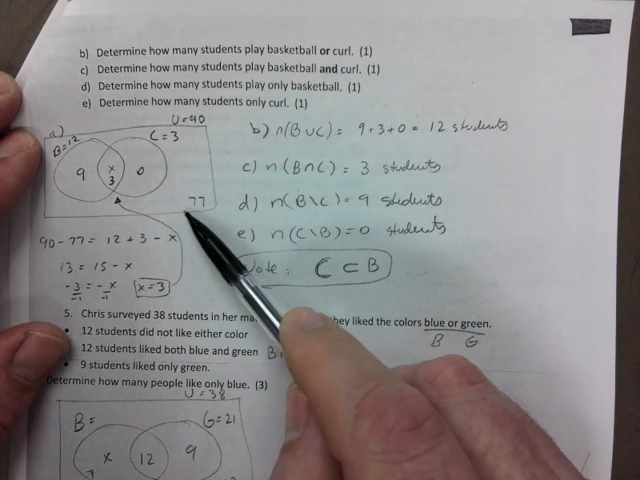 b) Determine how many students play basketball or curl. (1)
c) Determine how many students play basketball and curl. (1)
d) Determine how many students play only basketball. (1)
e) Determine how many students only curl. (1)
a)
U=90
B=12
C=3
9
x
3
0
77
b) n(B∪C) = 9+3+0 = 12 students
c) n(B∩C) = 3 students
d) n(B\C) = 9 students
e) n(C\B) = 0 students
Note: C ⊂ B
90-77 = 12 + 3 - x
13 = 15 - x
-3 = -x
-1 -1
x=3
5. Chris surveyed 38 students in her hey liked the colors blue or green.
B G
• 12 students did not like either color
12 students liked both blue and green
• 9 students liked only green.
Determine how many people like only blue. (3)
U=38
B=
G=21
x
12
9